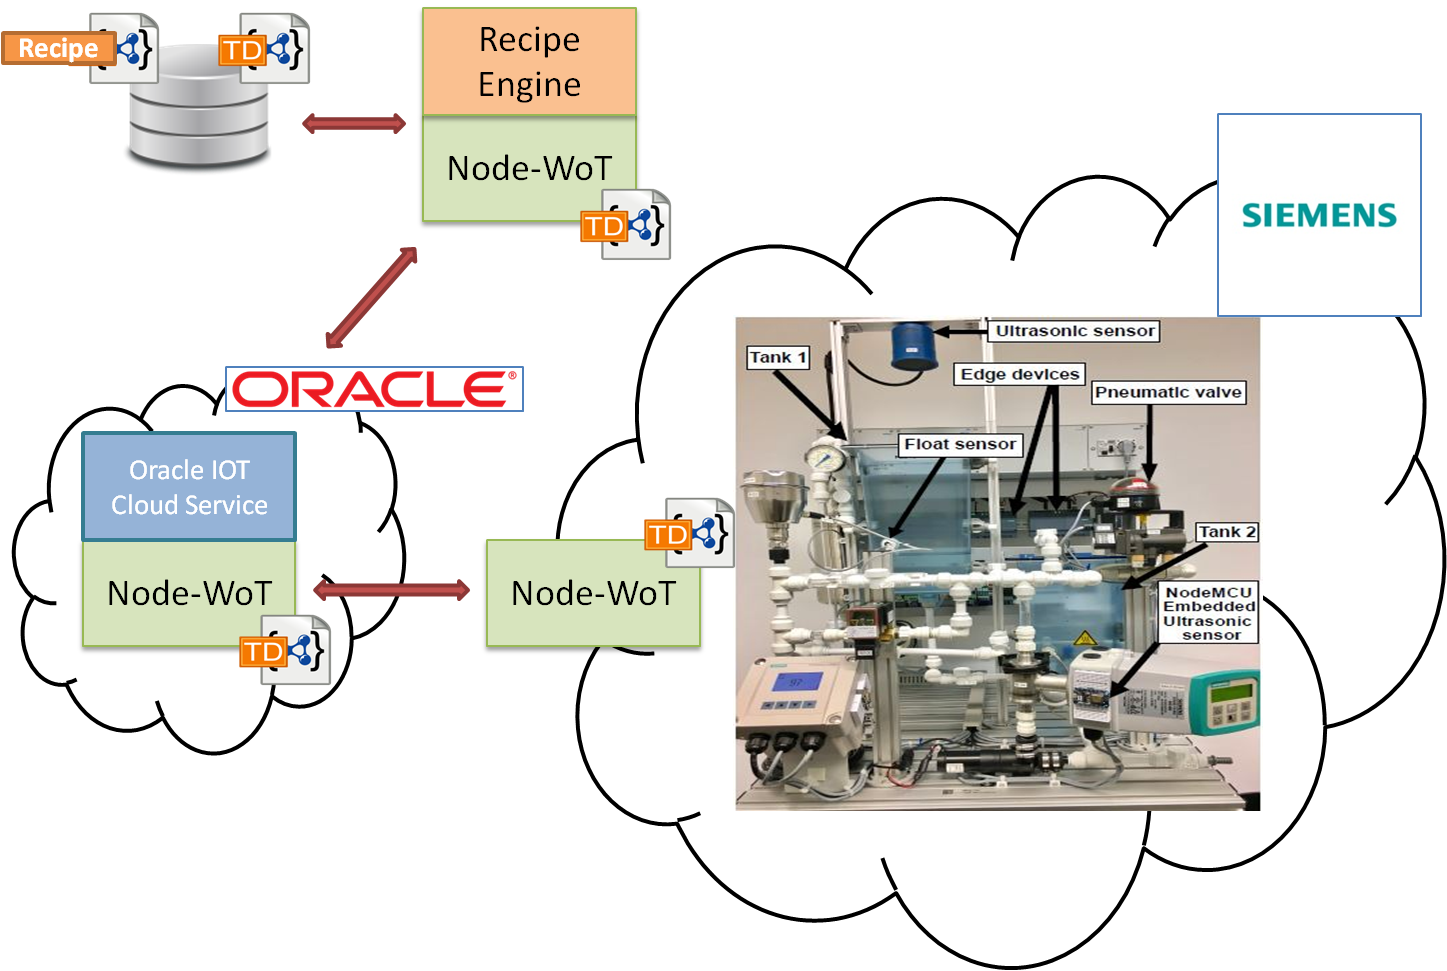 Recipe
{ }
TD
{ }
Recipe
Engine
Node-WoT
TD
{ }
SIEMENS
ORACLE®
Oracle IOT
Cloud Service
Node-WoT
TD
{ }
Node-WoT
TD
{ }
Ultrasonic sensor
Tank 1
Edge devices
Pneumatic valve
Float sensor
Tank 2
NodeMCU
Embedded
Ultrasonic
sensor